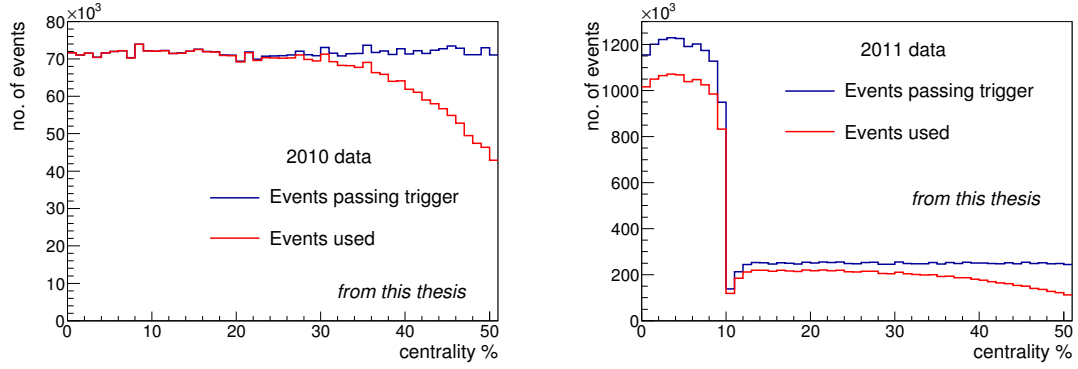 ×10³
80
70
60
50
40
30
20
10
0
no. of events
2010 data
Events passing trigger
Events used
from this thesis
0 10 20 30 40 50
centrality %
×10³
1200
1000
800
600
400
200
0
no. of events
2011 data
Events passing trigger
Events used
from this thesis
0 10 20 30 40 50
centrality %